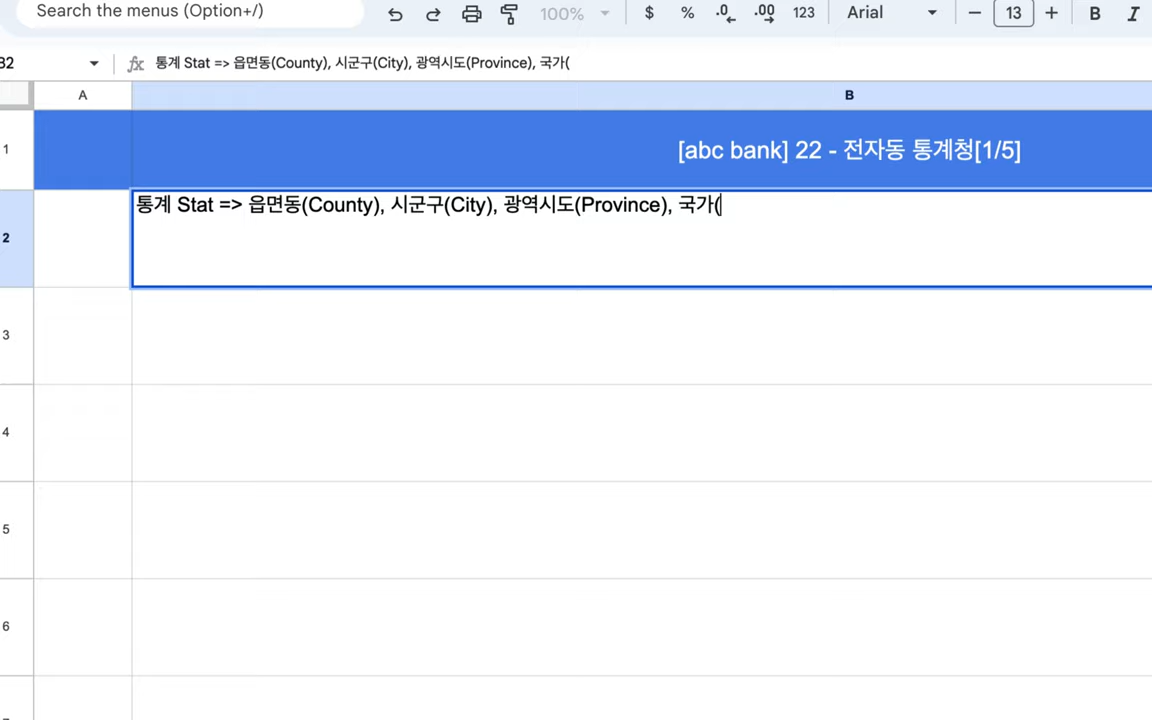 Search the menus (Option+/)
100%
$ % .0 .00 123
Arial
13
B I
B2
fx 통계 Stat => 읍면동(County), 시군구(City), 광역시도(Province), 국가(
A B
1 [abc bank] 22 - 전자동 통계청[1/5]
2 통계 Stat => 읍면동(County), 시군구(City), 광역시도(Province), 국가(
3
4
5
6